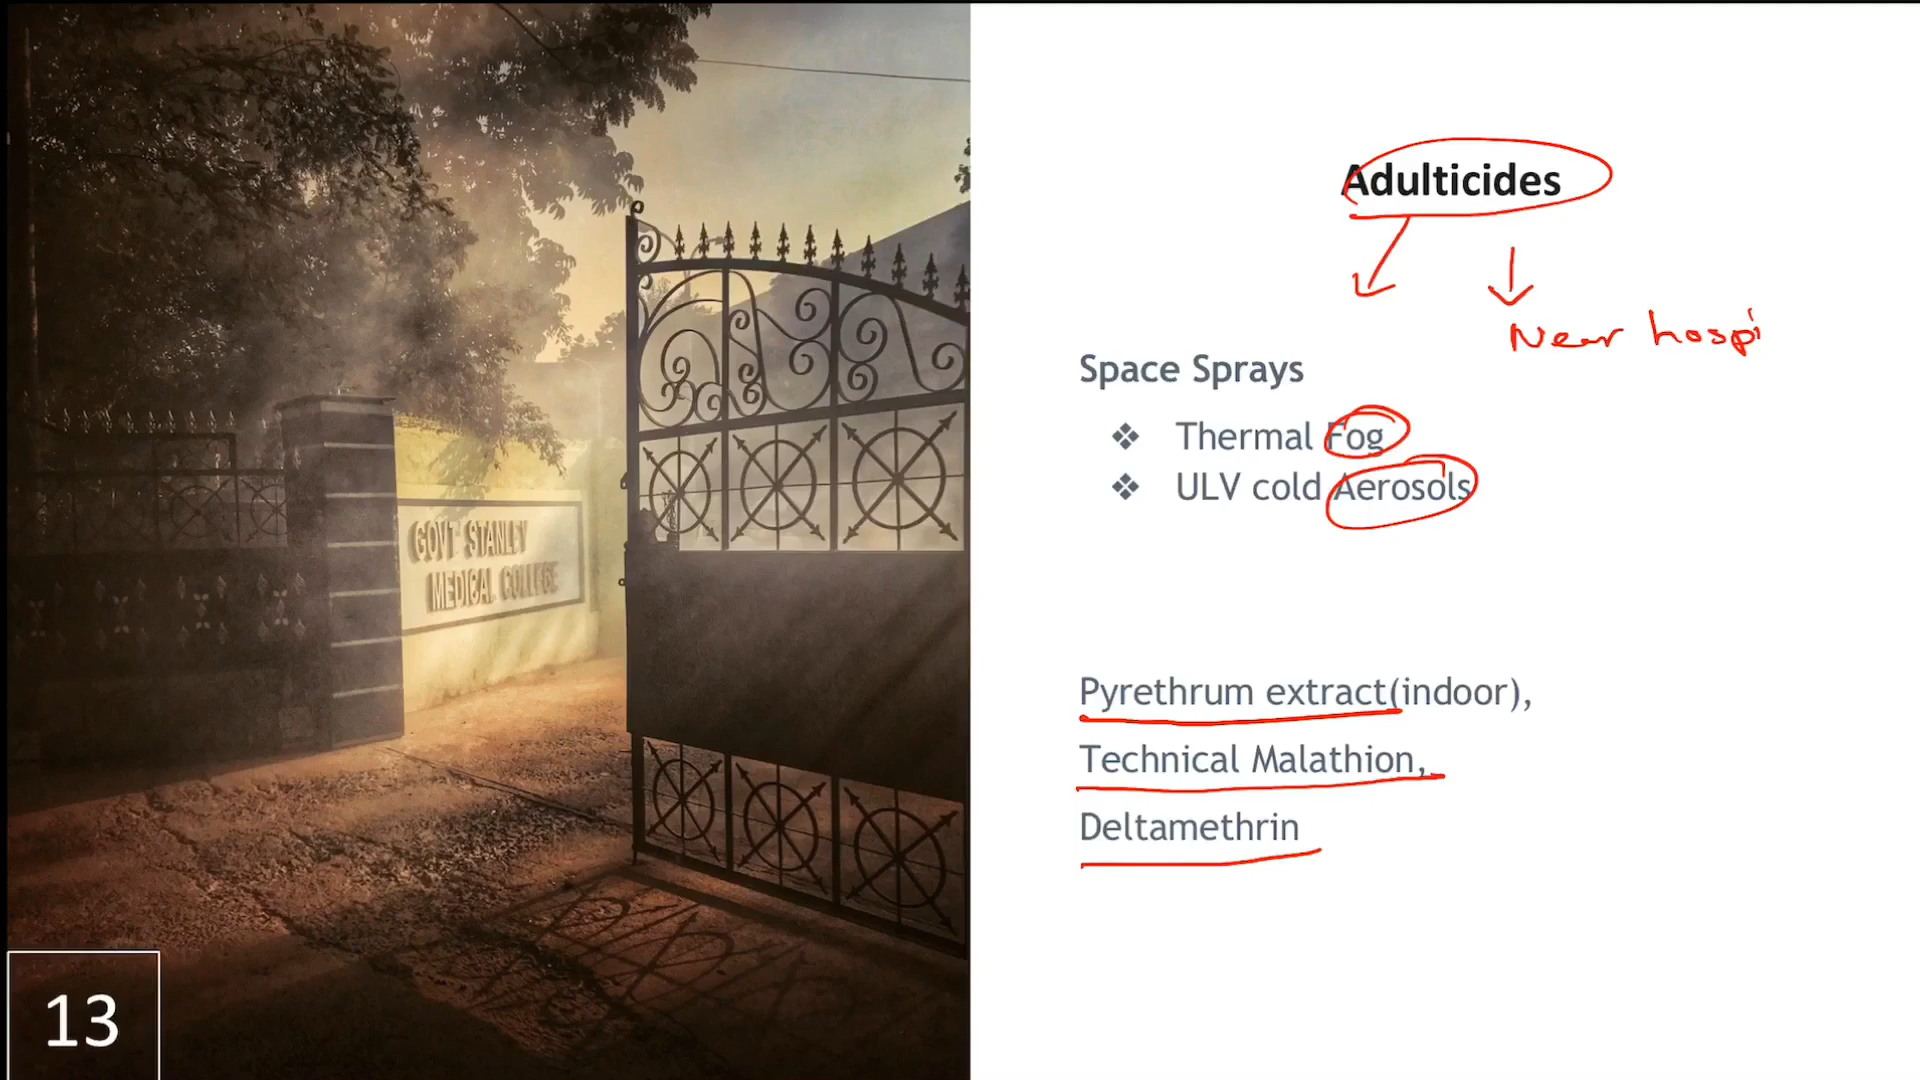 GOVT STANLEY
MEDICAL COLLEGE
13
Adulticides
Near hospi
Space Sprays
❖ Thermal Fog
❖ ULV cold Aerosols
Pyrethrum extract(indoor),
Technical Malathion,
Deltamethrin